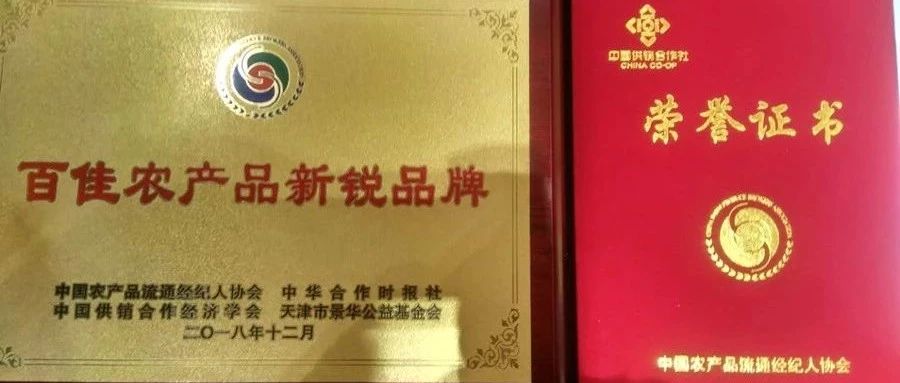 百佳农产品新锐品牌
中国农产品流通经纪人协会 中华合作时报社
中国供销合作经济学会 天津市景华公益基金会
二〇一八年十二月
中国供销合作社
CHINA CO-OP
荣誉证书
中国农产品流通经纪人协会